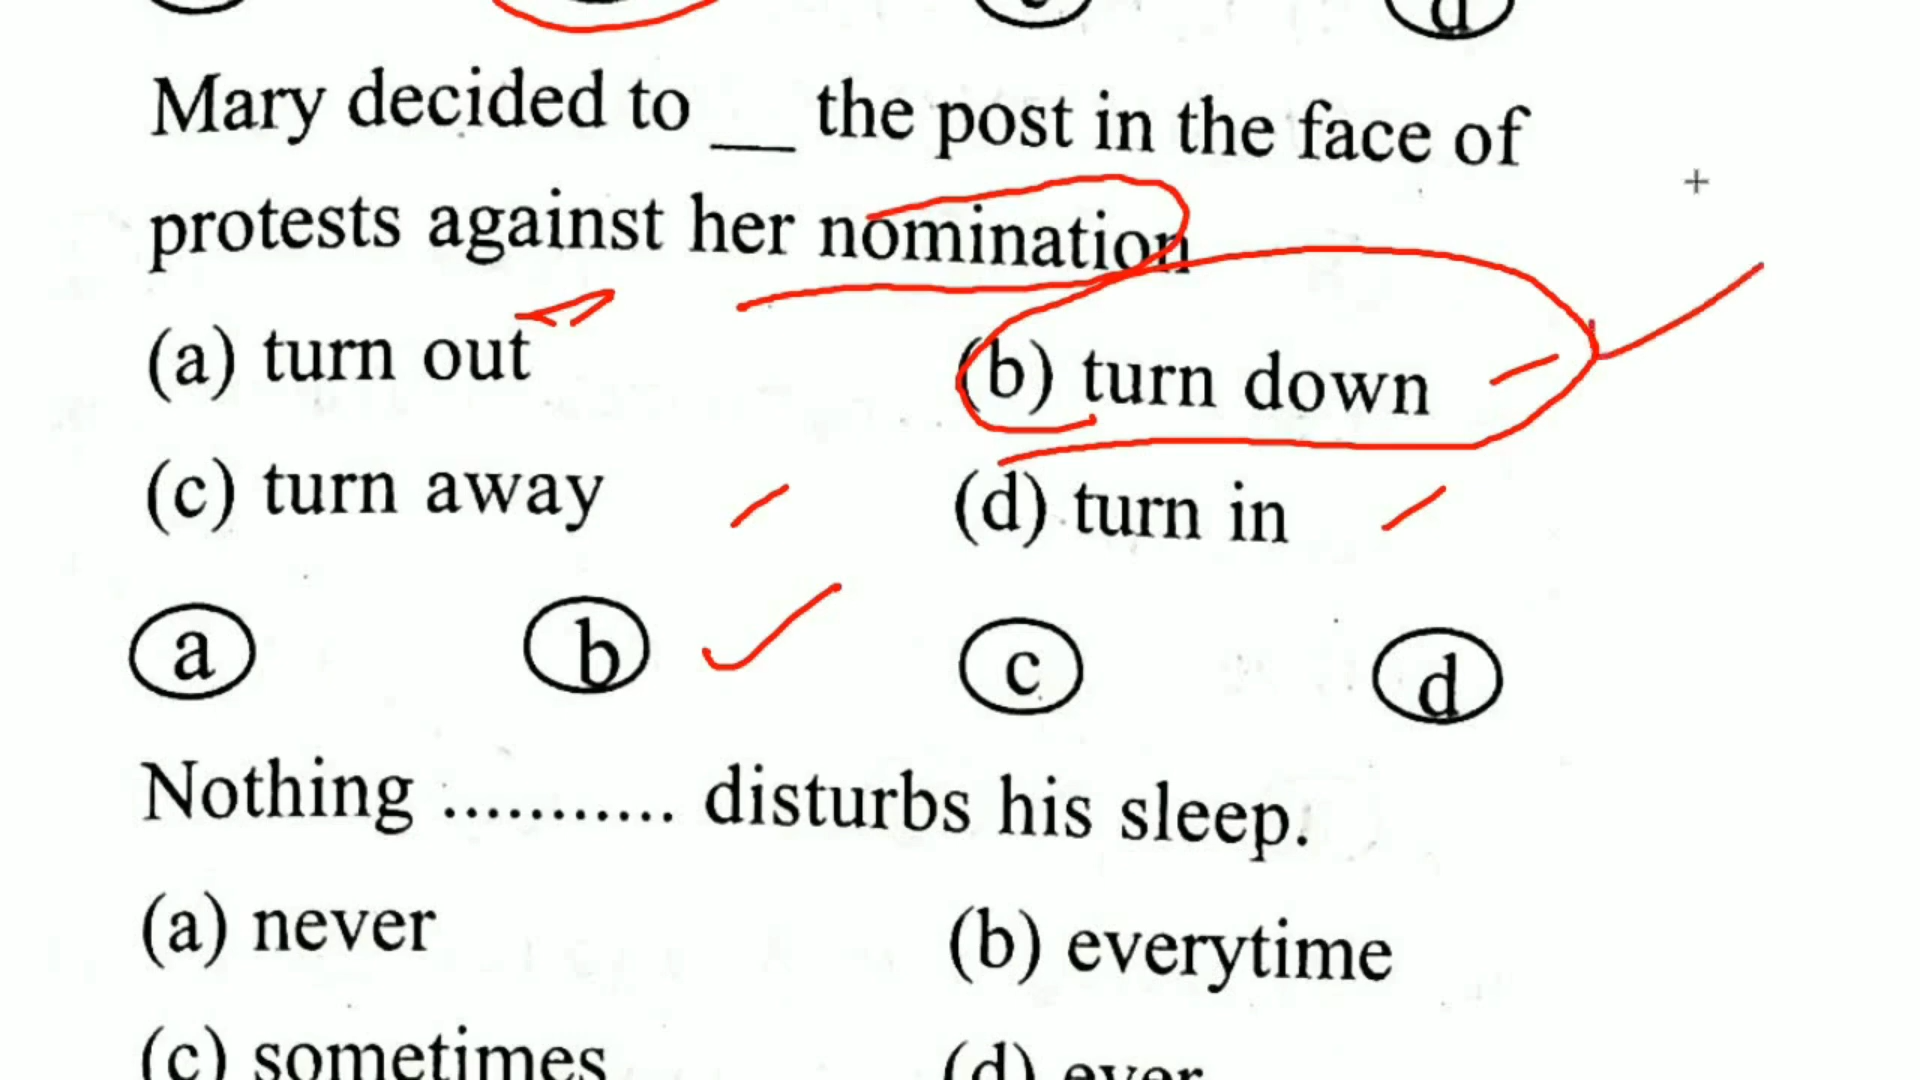 d
Mary decided to __ the post in the face of
protests against her nomination
(a) turn out (b) turn down
(c) turn away (d) turn in
a b c d
Nothing ........... disturbs his sleep.
(a) never (b) everytime
(c) sometimes (d) ever